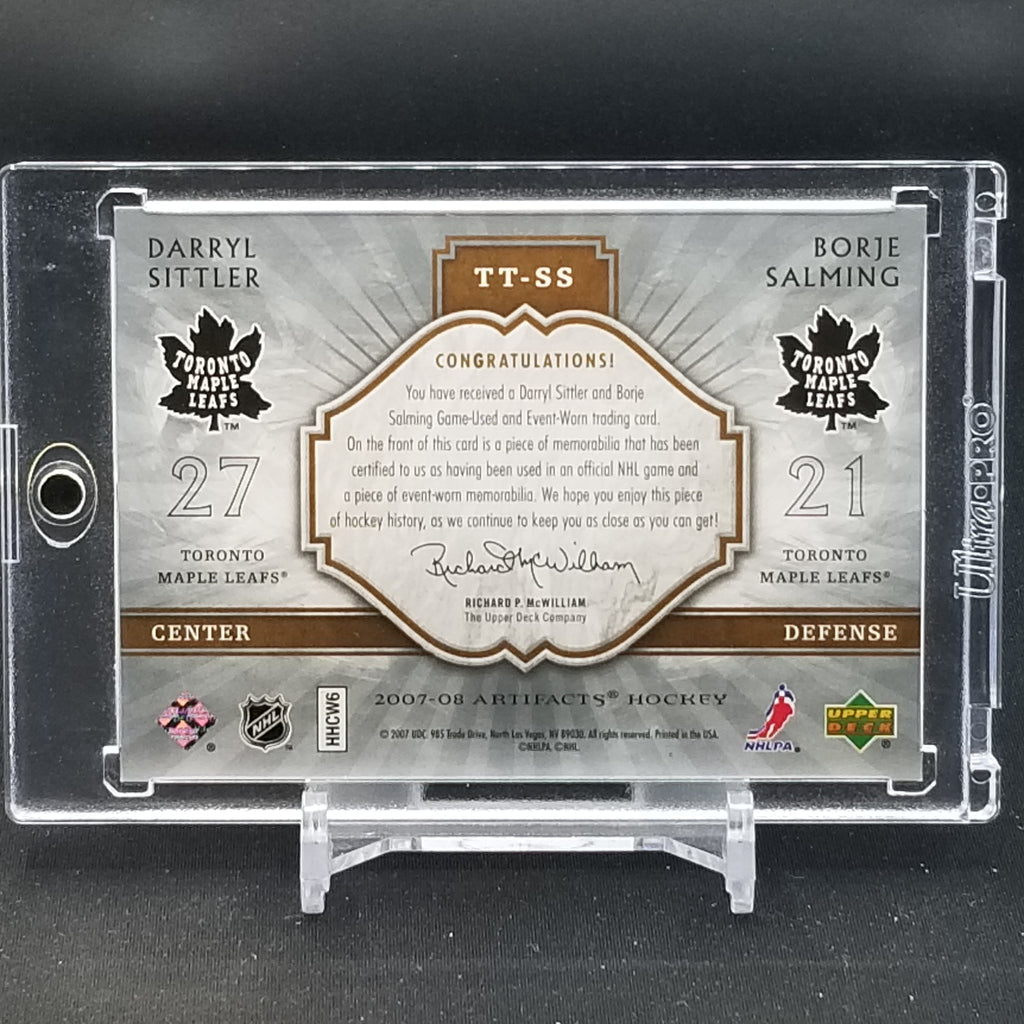 DARRYL
SITTLER
TT-SS
BORJE
SALMING
TORONTO
MAPLE
LEAFS
TM
TORONTO
MAPLE
LEAFS
TM
CONGRATULATIONS!
You have received a Darryl Sittler and Borje
Salming Game-Used and Event-Worn trading card.
On the front of this card is a piece of memorabilia that has been
certified to us as having been used in an official NHL game and
a piece of event-worn memorabilia. We hope you enjoy this piece
of hockey history, as we continue to keep you as close as you can get!
Richard McWilliam
RICHARD P. McWILLIAM
The Upper Deck Company
27
TORONTO
MAPLE LEAFS®
21
TORONTO
MAPLE LEAFS®
CENTER
DEFENSE
NHL
HHCW6
2007-08 ARTIFACTS® HOCKEY
© 2007 UDC. 985 Trade Drive, North Las Vegas, NV 89030. All rights reserved. Printed in the USA.
©NHLPA. ©NHL.
NHLPA®
UPPER
DECK
®
Ultra•PRO®